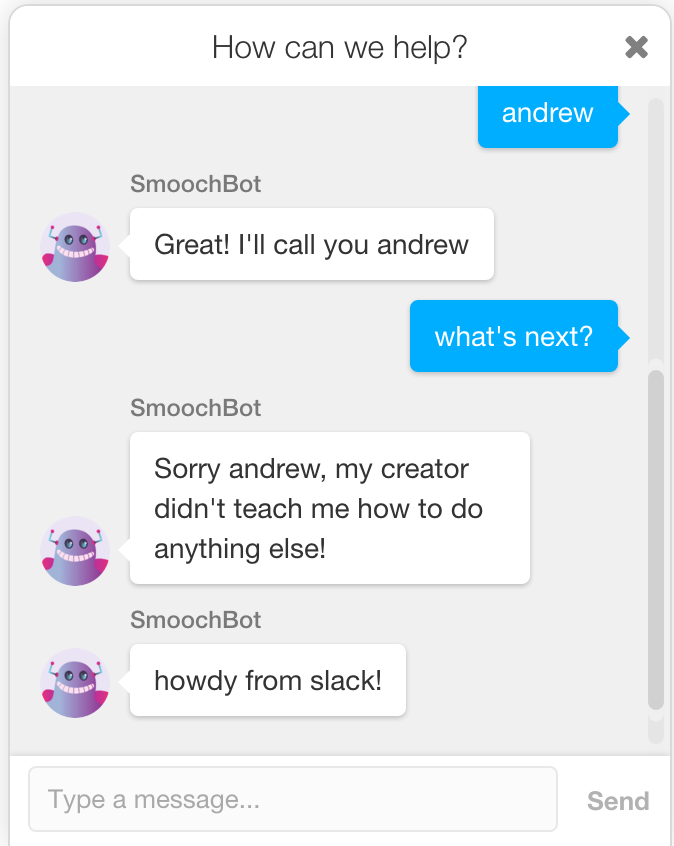 How can we help?
andrew
SmoochBot
Great! I'll call you andrew
what's next?
SmoochBot
Sorry andrew, my creator
didn't teach me how to do
anything else!
SmoochBot
howdy from slack!
Type a message...
Send